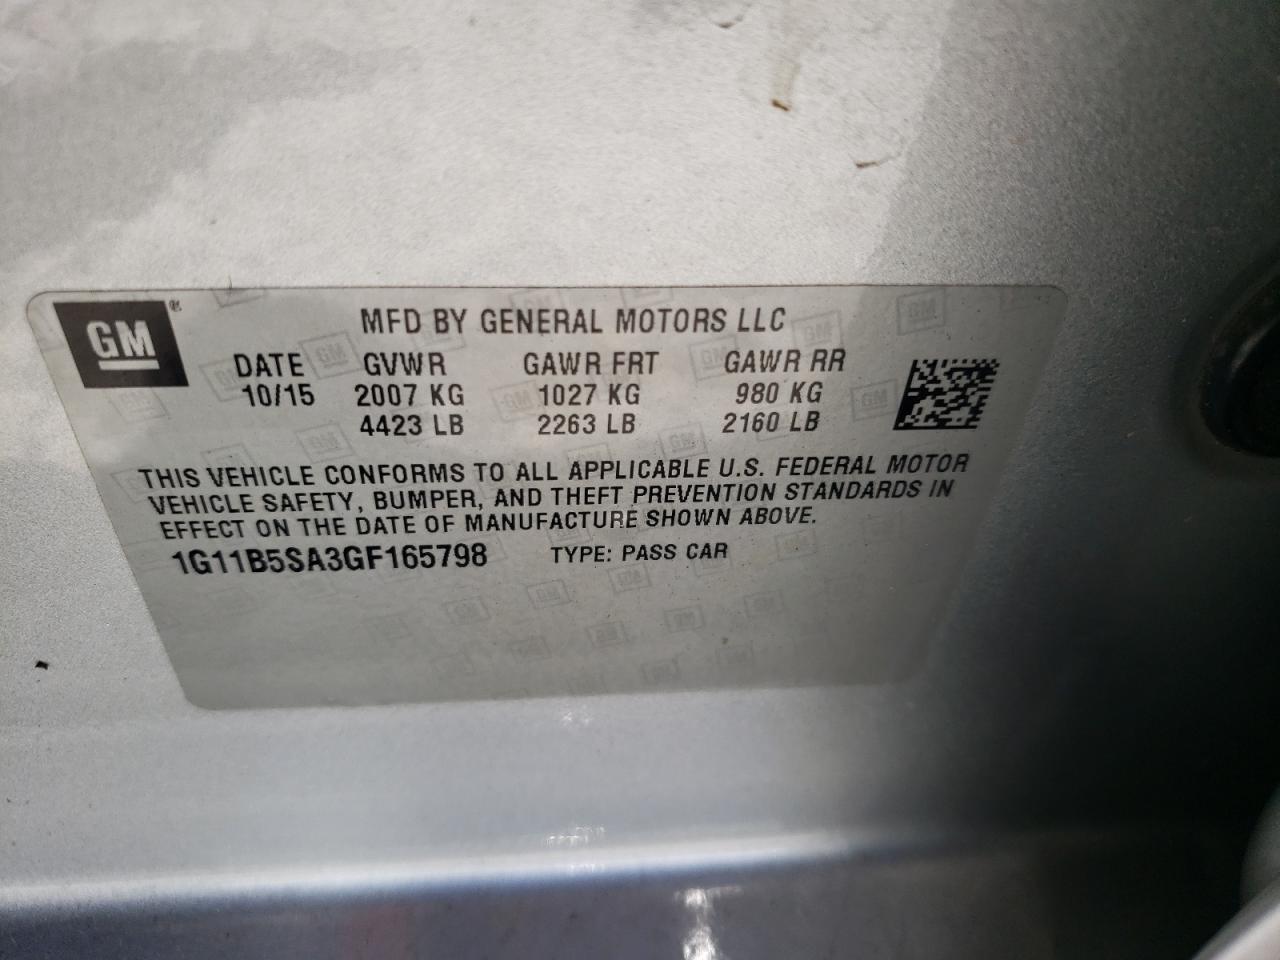 GM ®
MFD BY GENERAL MOTORS LLC
DATE GVWR GAWR FRT GAWR RR
10/15 2007 KG 1027 KG 980 KG
4423 LB 2263 LB 2160 LB
THIS VEHICLE CONFORMS TO ALL APPLICABLE U.S. FEDERAL MOTOR
VEHICLE SAFETY, BUMPER, AND THEFT PREVENTION STANDARDS IN
EFFECT ON THE DATE OF MANUFACTURE SHOWN ABOVE.
1G11B5SA3GF165798 TYPE: PASS CAR